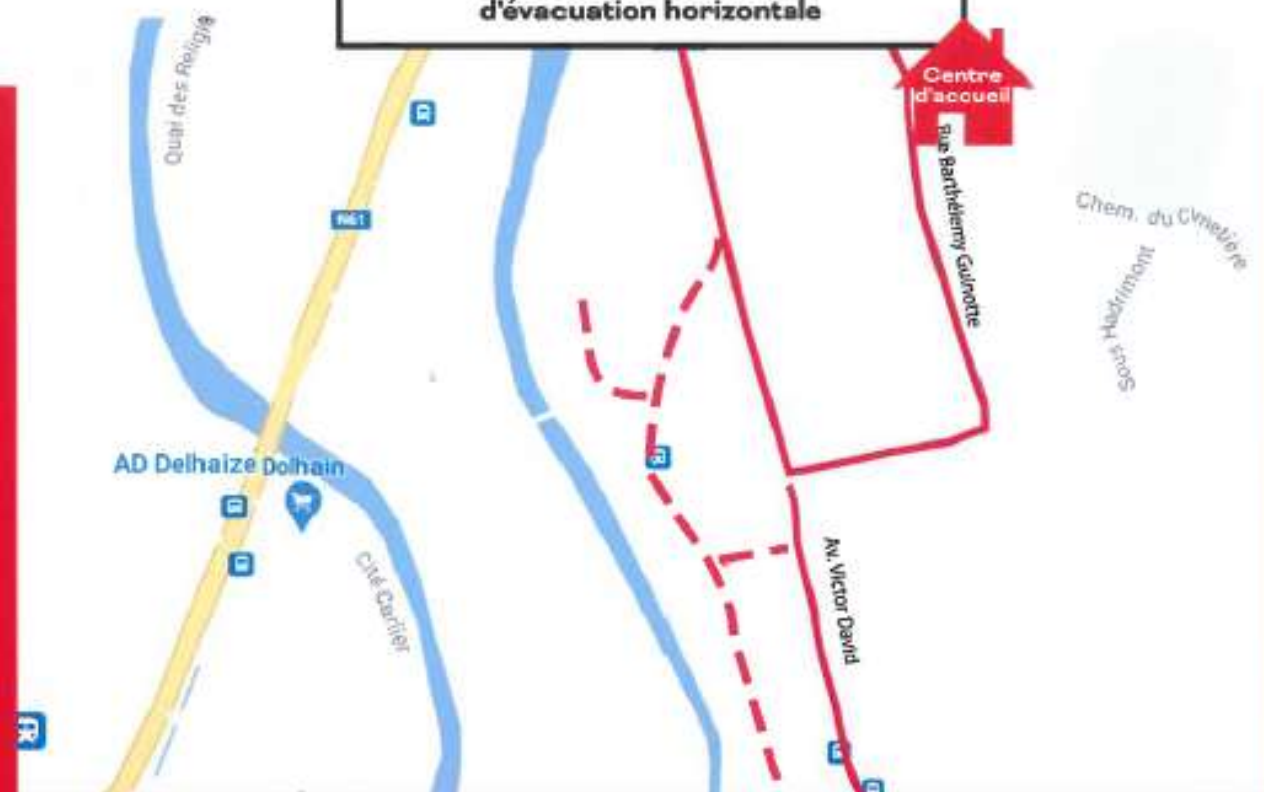 d'évacuation horizontale
Centre
d'accueil
Quai des Religie
Rue Barthélemy Guinotte
N61
Chem. du Cimetière
Sous Hadrimont
AD Delhaize Dolhain
Cité Carlier
Av. Victor David